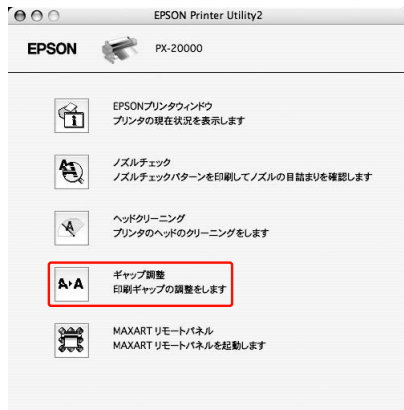 EPSON Printer Utility2
EPSON PX-20000
EPSONプリンタウィンドウ
プリンタの現在状況を表示します
ノズルチェック
ノズルチェックパターンを印刷してノズルの目詰まりを確認します
ヘッドクリーニング
プリンタのヘッドのクリーニングをします
A▸A
ギャップ調整
印刷ギャップの調整をします
MAXART リモートパネル
MAXART リモートパネルを起動します